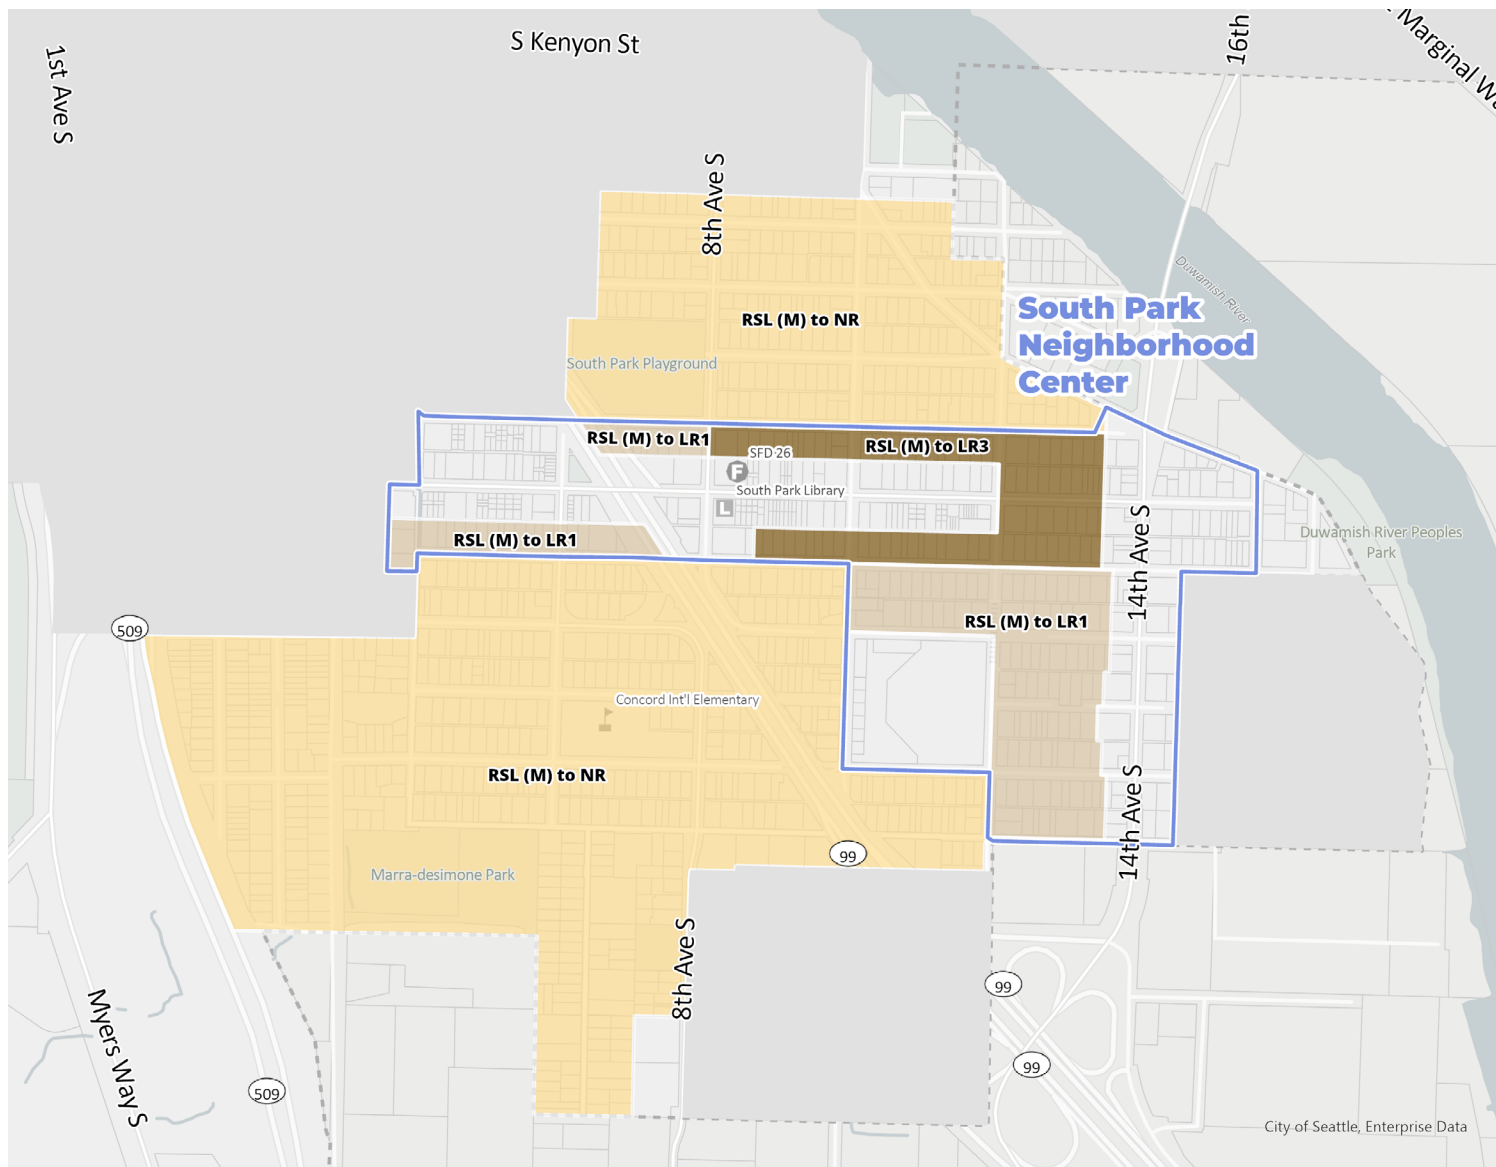 S Kenyon St
1st Ave S
16th
Marginal Wa
8th Ave S
Duwamish River
RSL (M) to NR
South Park
Neighborhood
Center
South Park Playground
RSL (M) to LR1
RSL (M) to LR3
SFD 26
F
South Park Library
L
RSL (M) to LR1
14th Ave S
Duwamish River Peoples
Park
509
RSL (M) to LR1
Concord Int'l Elementary
RSL (M) to NR
14th Ave S
99
Marra-desimone Park
8th Ave S
99
Myers Way S
99
509
City of Seattle, Enterprise Data